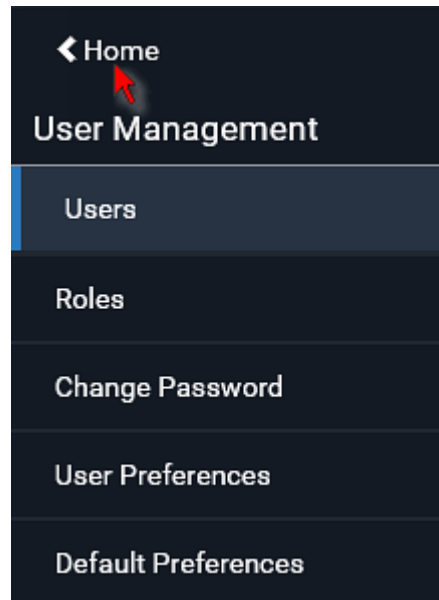 Home
User Management
Users
Roles
Change Password
User Preferences
Default Preferences